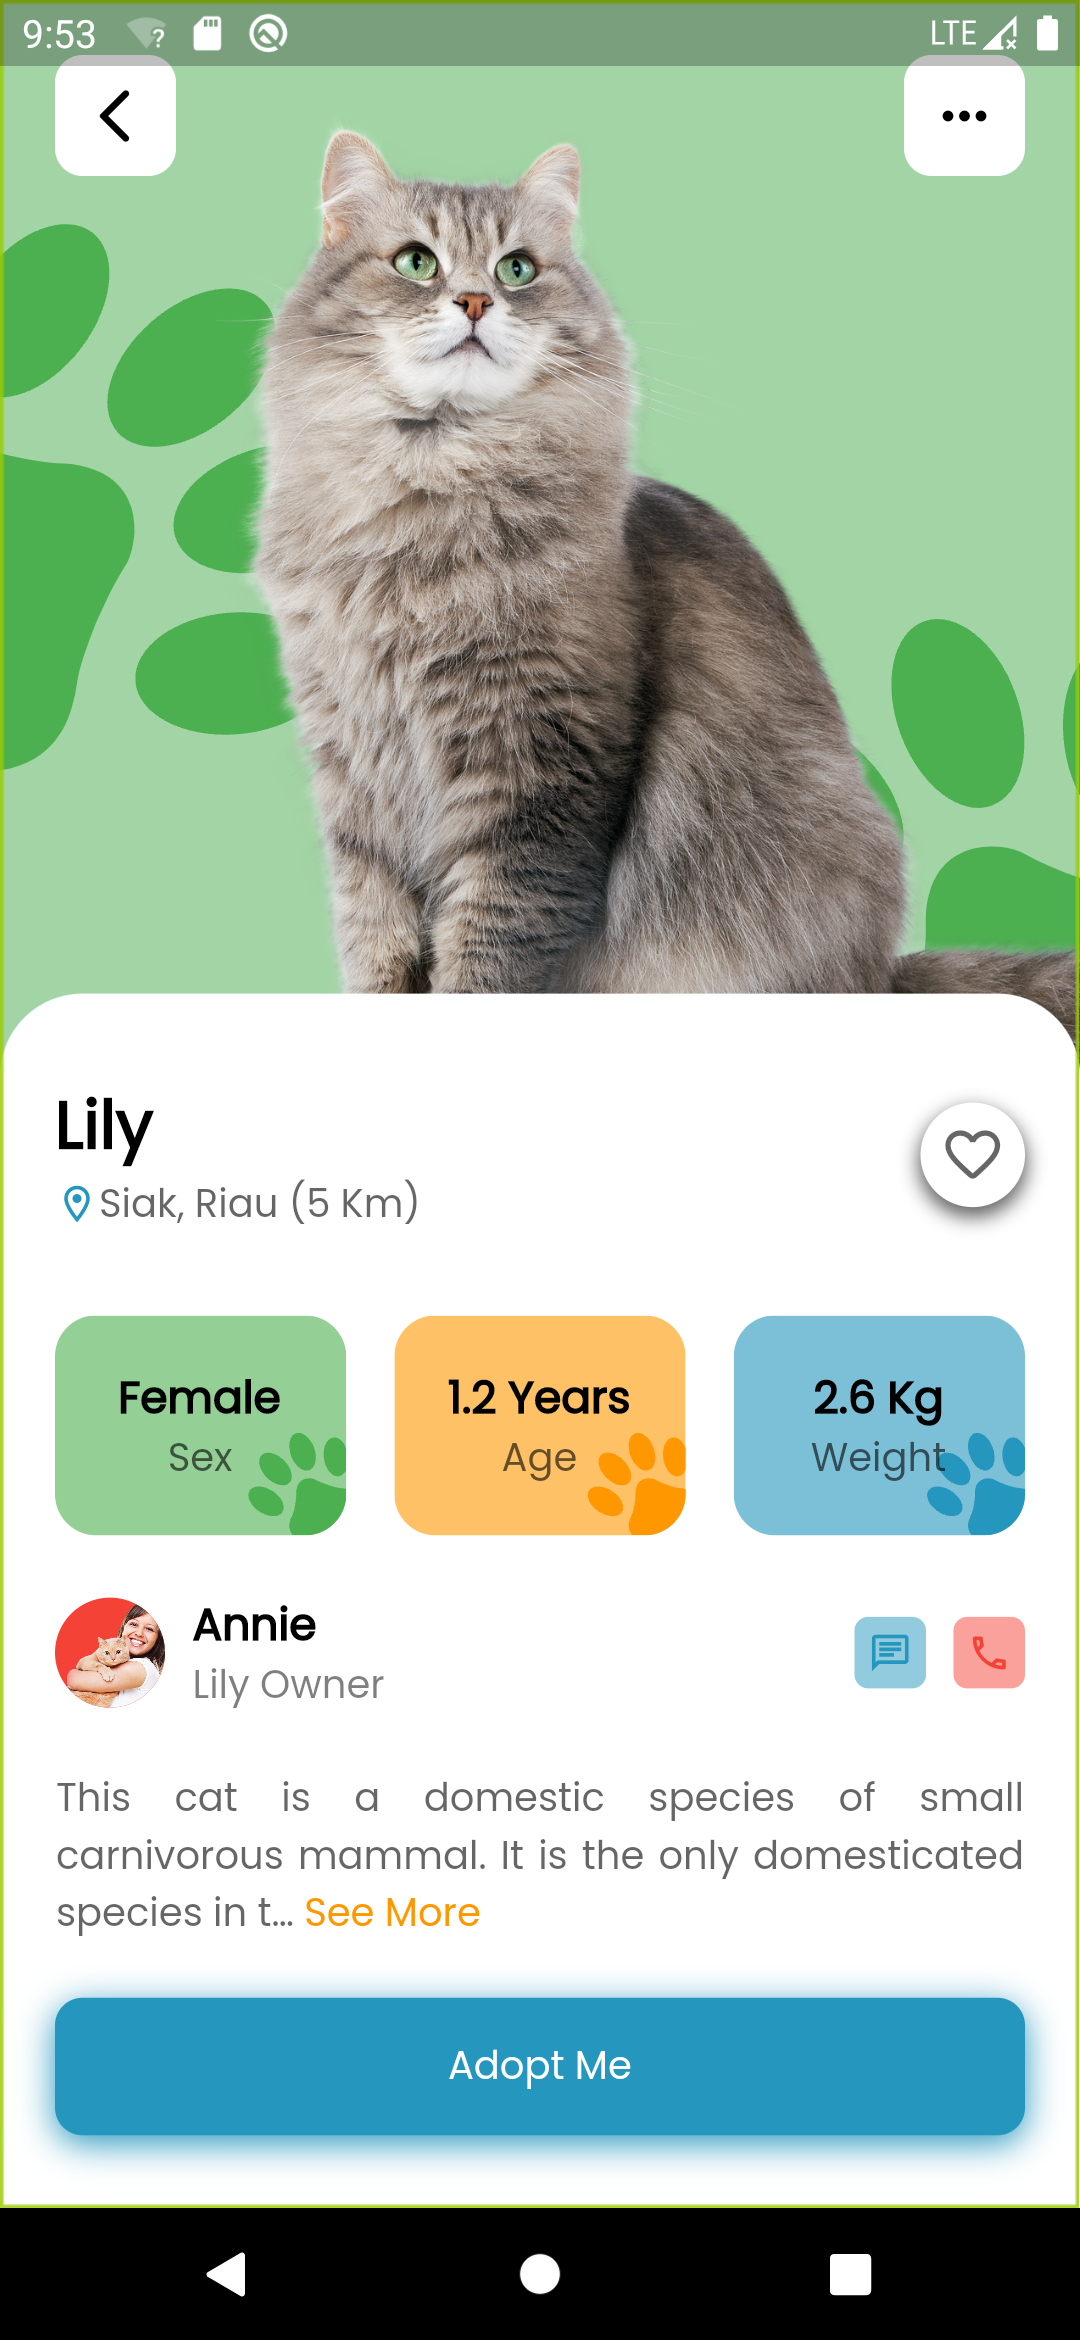 9:53
LTE
Lily
Siak, Riau (5 Km)
Female
Sex
1.2 Years
Age
2.6 Kg
Weight
Annie
Lily Owner
This cat is a domestic species of small
carnivorous mammal. It is the only domesticated
species in t... See More
Adopt Me